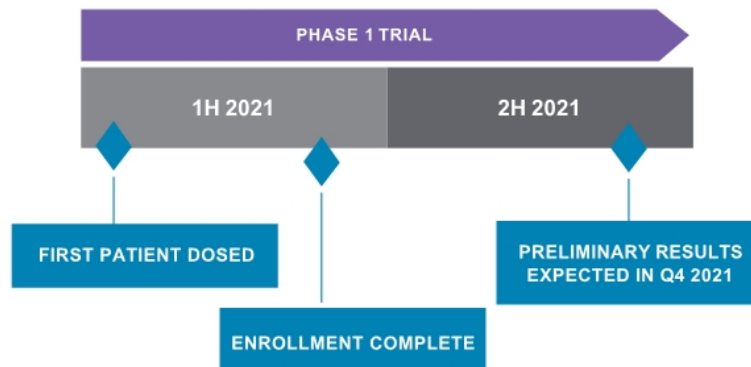 PHASE 1 TRIAL
1H 2021
2H 2021
FIRST PATIENT DOSED
ENROLLMENT COMPLETE
PRELIMINARY RESULTS
EXPECTED IN Q4 2021